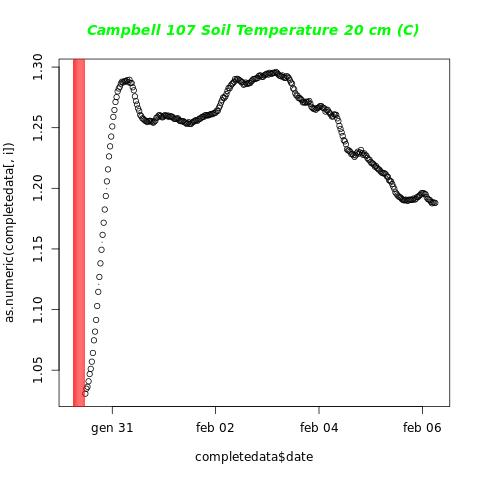 Campbell 107 Soil Temperature 20 cm (C)
as.numeric(completedata[, i])
1.30
1.25
1.20
1.15
1.10
1.05
gen 31
feb 02
feb 04
feb 06
completedata$date